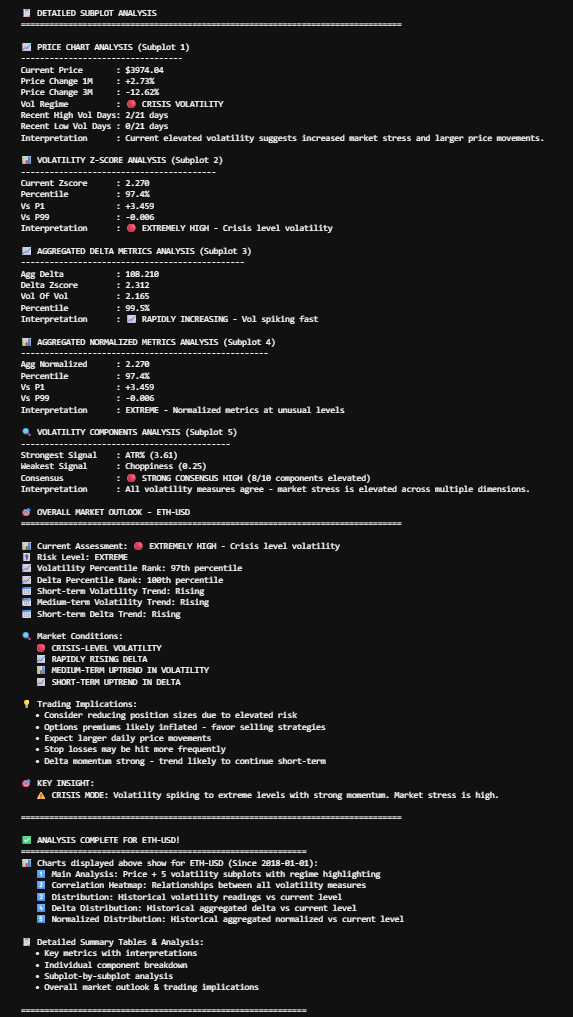 📋 DETAILED SUBPLOT ANALYSIS
================================================================================
📈 PRICE CHART ANALYSIS (Subplot 1)
----------------------------------
Current Price : $3974.04
Price Change 1M : +2.73%
Price Change 3M : -12.62%
Vol Regime : 🔴 CRISIS VOLATILITY
Recent High Vol Days: 2/21 days
Recent Low Vol Days : 0/21 days
Interpretation : Current elevated volatility suggests increased market stress and larger price movements.
📊 VOLATILITY Z-SCORE ANALYSIS (Subplot 2)
-----------------------------------------
Current Zscore : 2.270
Percentile : 97.4%
Vs P1 : +3.459
Vs P99 : -0.006
Interpretation : 🔴 EXTREMELY HIGH - Crisis level volatility
📈 AGGREGATED DELTA METRICS ANALYSIS (Subplot 3)
-----------------------------------------------
Agg Delta : 108.210
Delta Zscore : 2.312
Vol Of Vol : 2.165
Percentile : 99.5%
Interpretation : 📈 RAPIDLY INCREASING - Vol spiking fast
📊 AGGREGATED NORMALIZED METRICS ANALYSIS (Subplot 4)
----------------------------------------------------
Agg Normalized : 2.270
Percentile : 97.4%
Vs P1 : +3.459
Vs P99 : -0.006
Interpretation : EXTREME - Normalized metrics at unusual levels
🔍 VOLATILITY COMPONENTS ANALYSIS (Subplot 5)
--------------------------------------------
Strongest Signal : ATR% (3.61)
Weakest Signal : Choppiness (0.25)
Consensus : 🔴 STRONG CONSENSUS HIGH (8/10 components elevated)
Interpretation : All volatility measures agree - market stress is elevated across multiple dimensions.
🎯 OVERALL MARKET OUTLOOK - ETH-USD
================================================================================
📊 Current Assessment: 🔴 EXTREMELY HIGH - Crisis level volatility
Risk Level: EXTREME
📈 Volatility Percentile Rank: 97th percentile
📈 Delta Percentile Rank: 100th percentile
📅 Short-term Volatility Trend: Rising
📅 Medium-term Volatility Trend: Rising
📅 Short-term Delta Trend: Rising
🔍 Market Conditions:
🔴 CRISIS-LEVEL VOLATILITY
📈 RAPIDLY RISING DELTA
📊 MEDIUM-TERM UPTREND IN VOLATILITY
📈 SHORT-TERM UPTREND IN DELTA
💡 Trading Implications:
• Consider reducing position sizes due to elevated risk
• Options premiums likely inflated - favor selling strategies
• Expect larger daily price movements
• Stop losses may be hit more frequently
• Delta momentum strong - trend likely to continue short-term
🎯 KEY INSIGHT:
⚠️ CRISIS MODE: Volatility spiking to extreme levels with strong momentum. Market stress is high.
================================================================================
✅ ANALYSIS COMPLETE FOR ETH-USD!
============================================================
📊 Charts displayed above show for ETH-USD (Since 2018-01-01):
1️⃣ Main Analysis: Price + 5 volatility subplots with regime highlighting
2️⃣ Correlation Heatmap: Relationships between all volatility measures
3️⃣ Distribution: Historical volatility readings vs current level
4️⃣ Delta Distribution: Historical aggregated delta vs current level
5️⃣ Normalized Distribution: Historical aggregated normalized vs current level
📋 Detailed Summary Tables & Analysis:
• Key metrics with interpretations
• Individual component breakdown
• Subplot-by-subplot analysis
• Overall market outlook & trading implications
============================================================